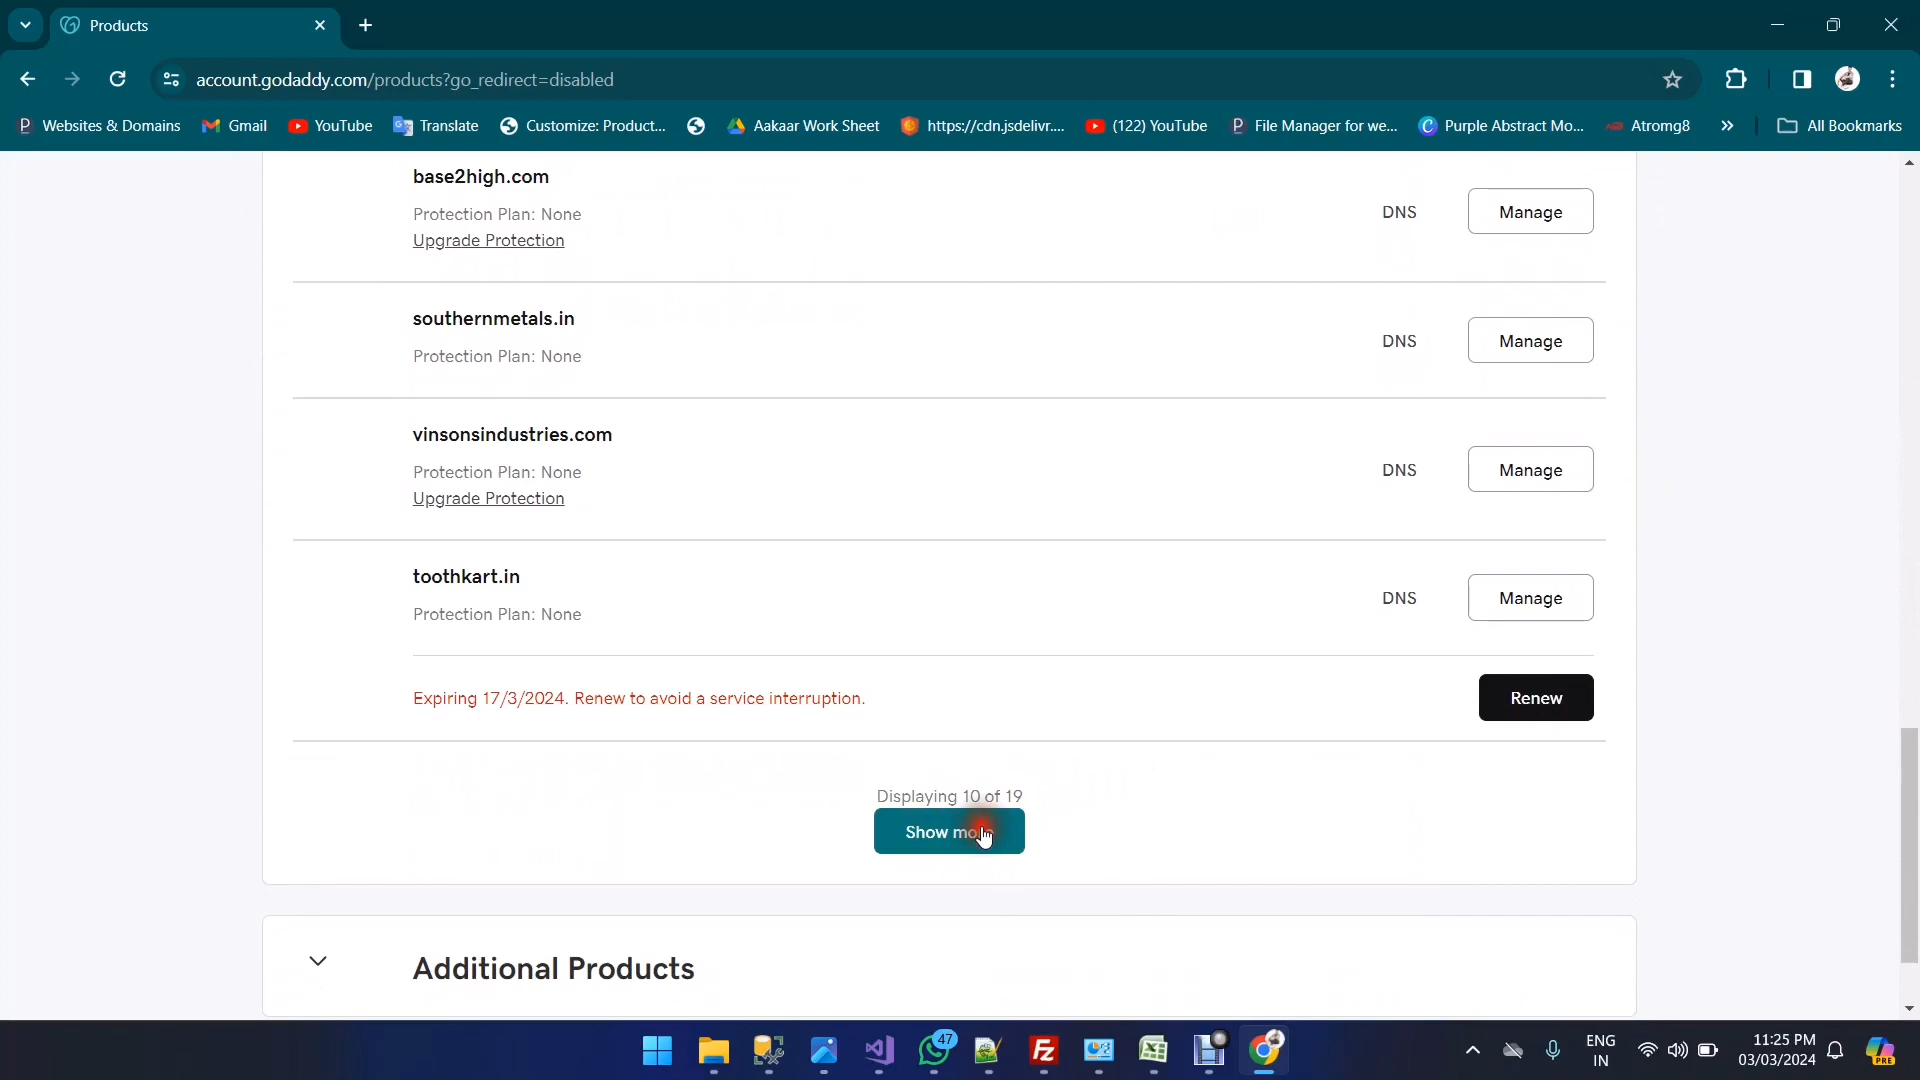 Products
account.godaddy.com/products?go_redirect=disabled
Websites & Domains
Gmail
YouTube
Translate
Customize: Product...
Aakaar Work Sheet
https://cdn.jsdelivr....
(122) YouTube
File Manager for we...
Purple Abstract Mo...
Atromg8
All Bookmarks
base2high.com
Protection Plan: None
Upgrade Protection
DNS
Manage
southernmetals.in
Protection Plan: None
DNS
Manage
vinsonsindustries.com
Protection Plan: None
Upgrade Protection
DNS
Manage
toothkart.in
Protection Plan: None
DNS
Manage
Expiring 17/3/2024. Renew to avoid a service interruption.
Renew
Displaying 10 of 19
Show more
Additional Products
47
ENG
IN
11:25 PM
03/03/2024
PRE